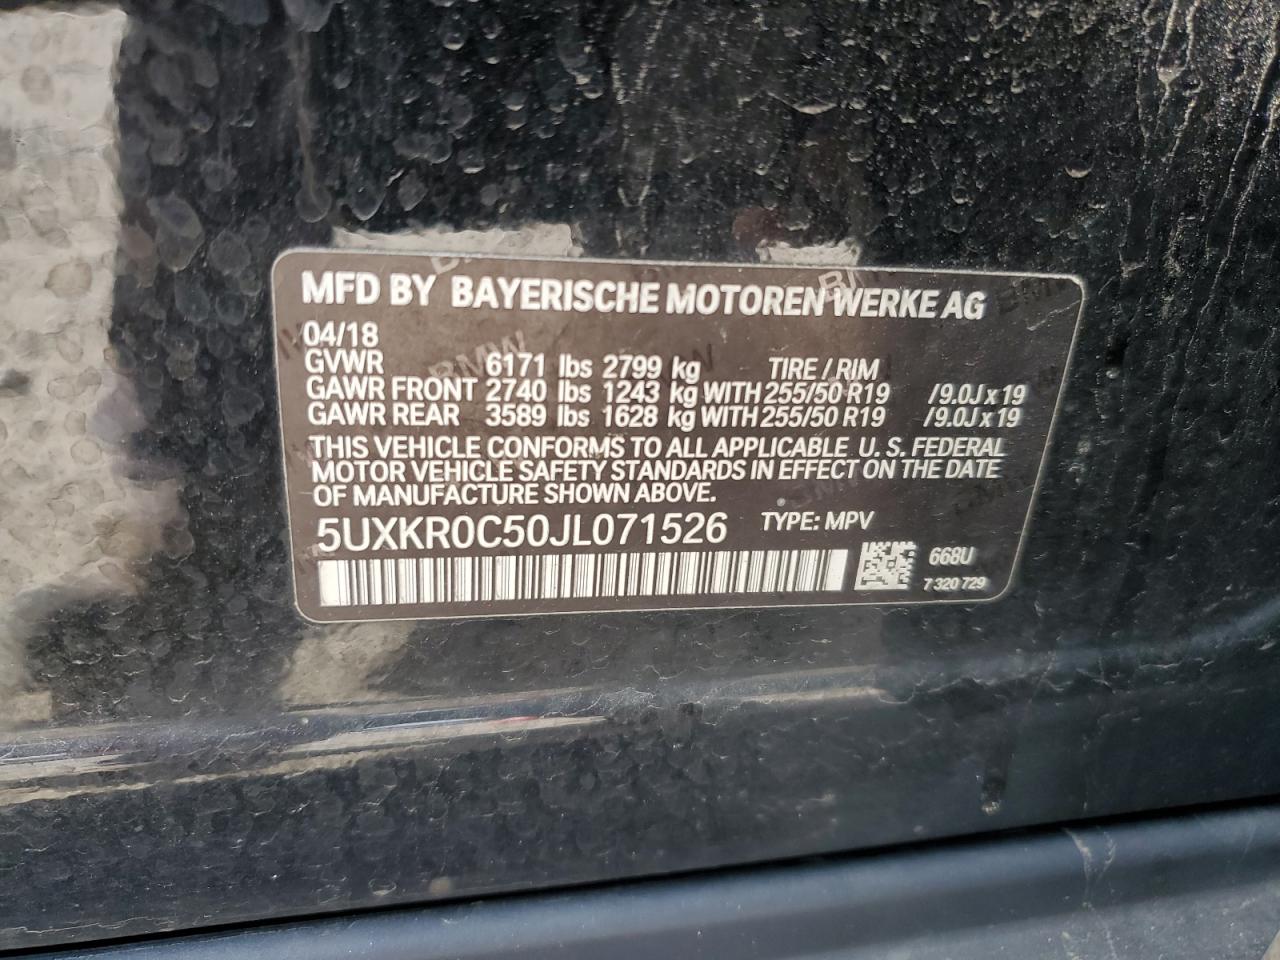 MFD BY BAYERISCHE MOTOREN WERKE AG
04/18
GVWR 6171 lbs 2799 kg TIRE / RIM
GAWR FRONT 2740 lbs 1243 kg WITH 255/50 R19 /9.0J x 19
GAWR REAR 3589 lbs 1628 kg WITH 255/50 R19 /9.0J x 19
THIS VEHICLE CONFORMS TO ALL APPLICABLE U. S. FEDERAL
MOTOR VEHICLE SAFETY STANDARDS IN EFFECT ON THE DATE
OF MANUFACTURE SHOWN ABOVE.
5UXKR0C50JL071526 TYPE: MPV
668U
7 320 729